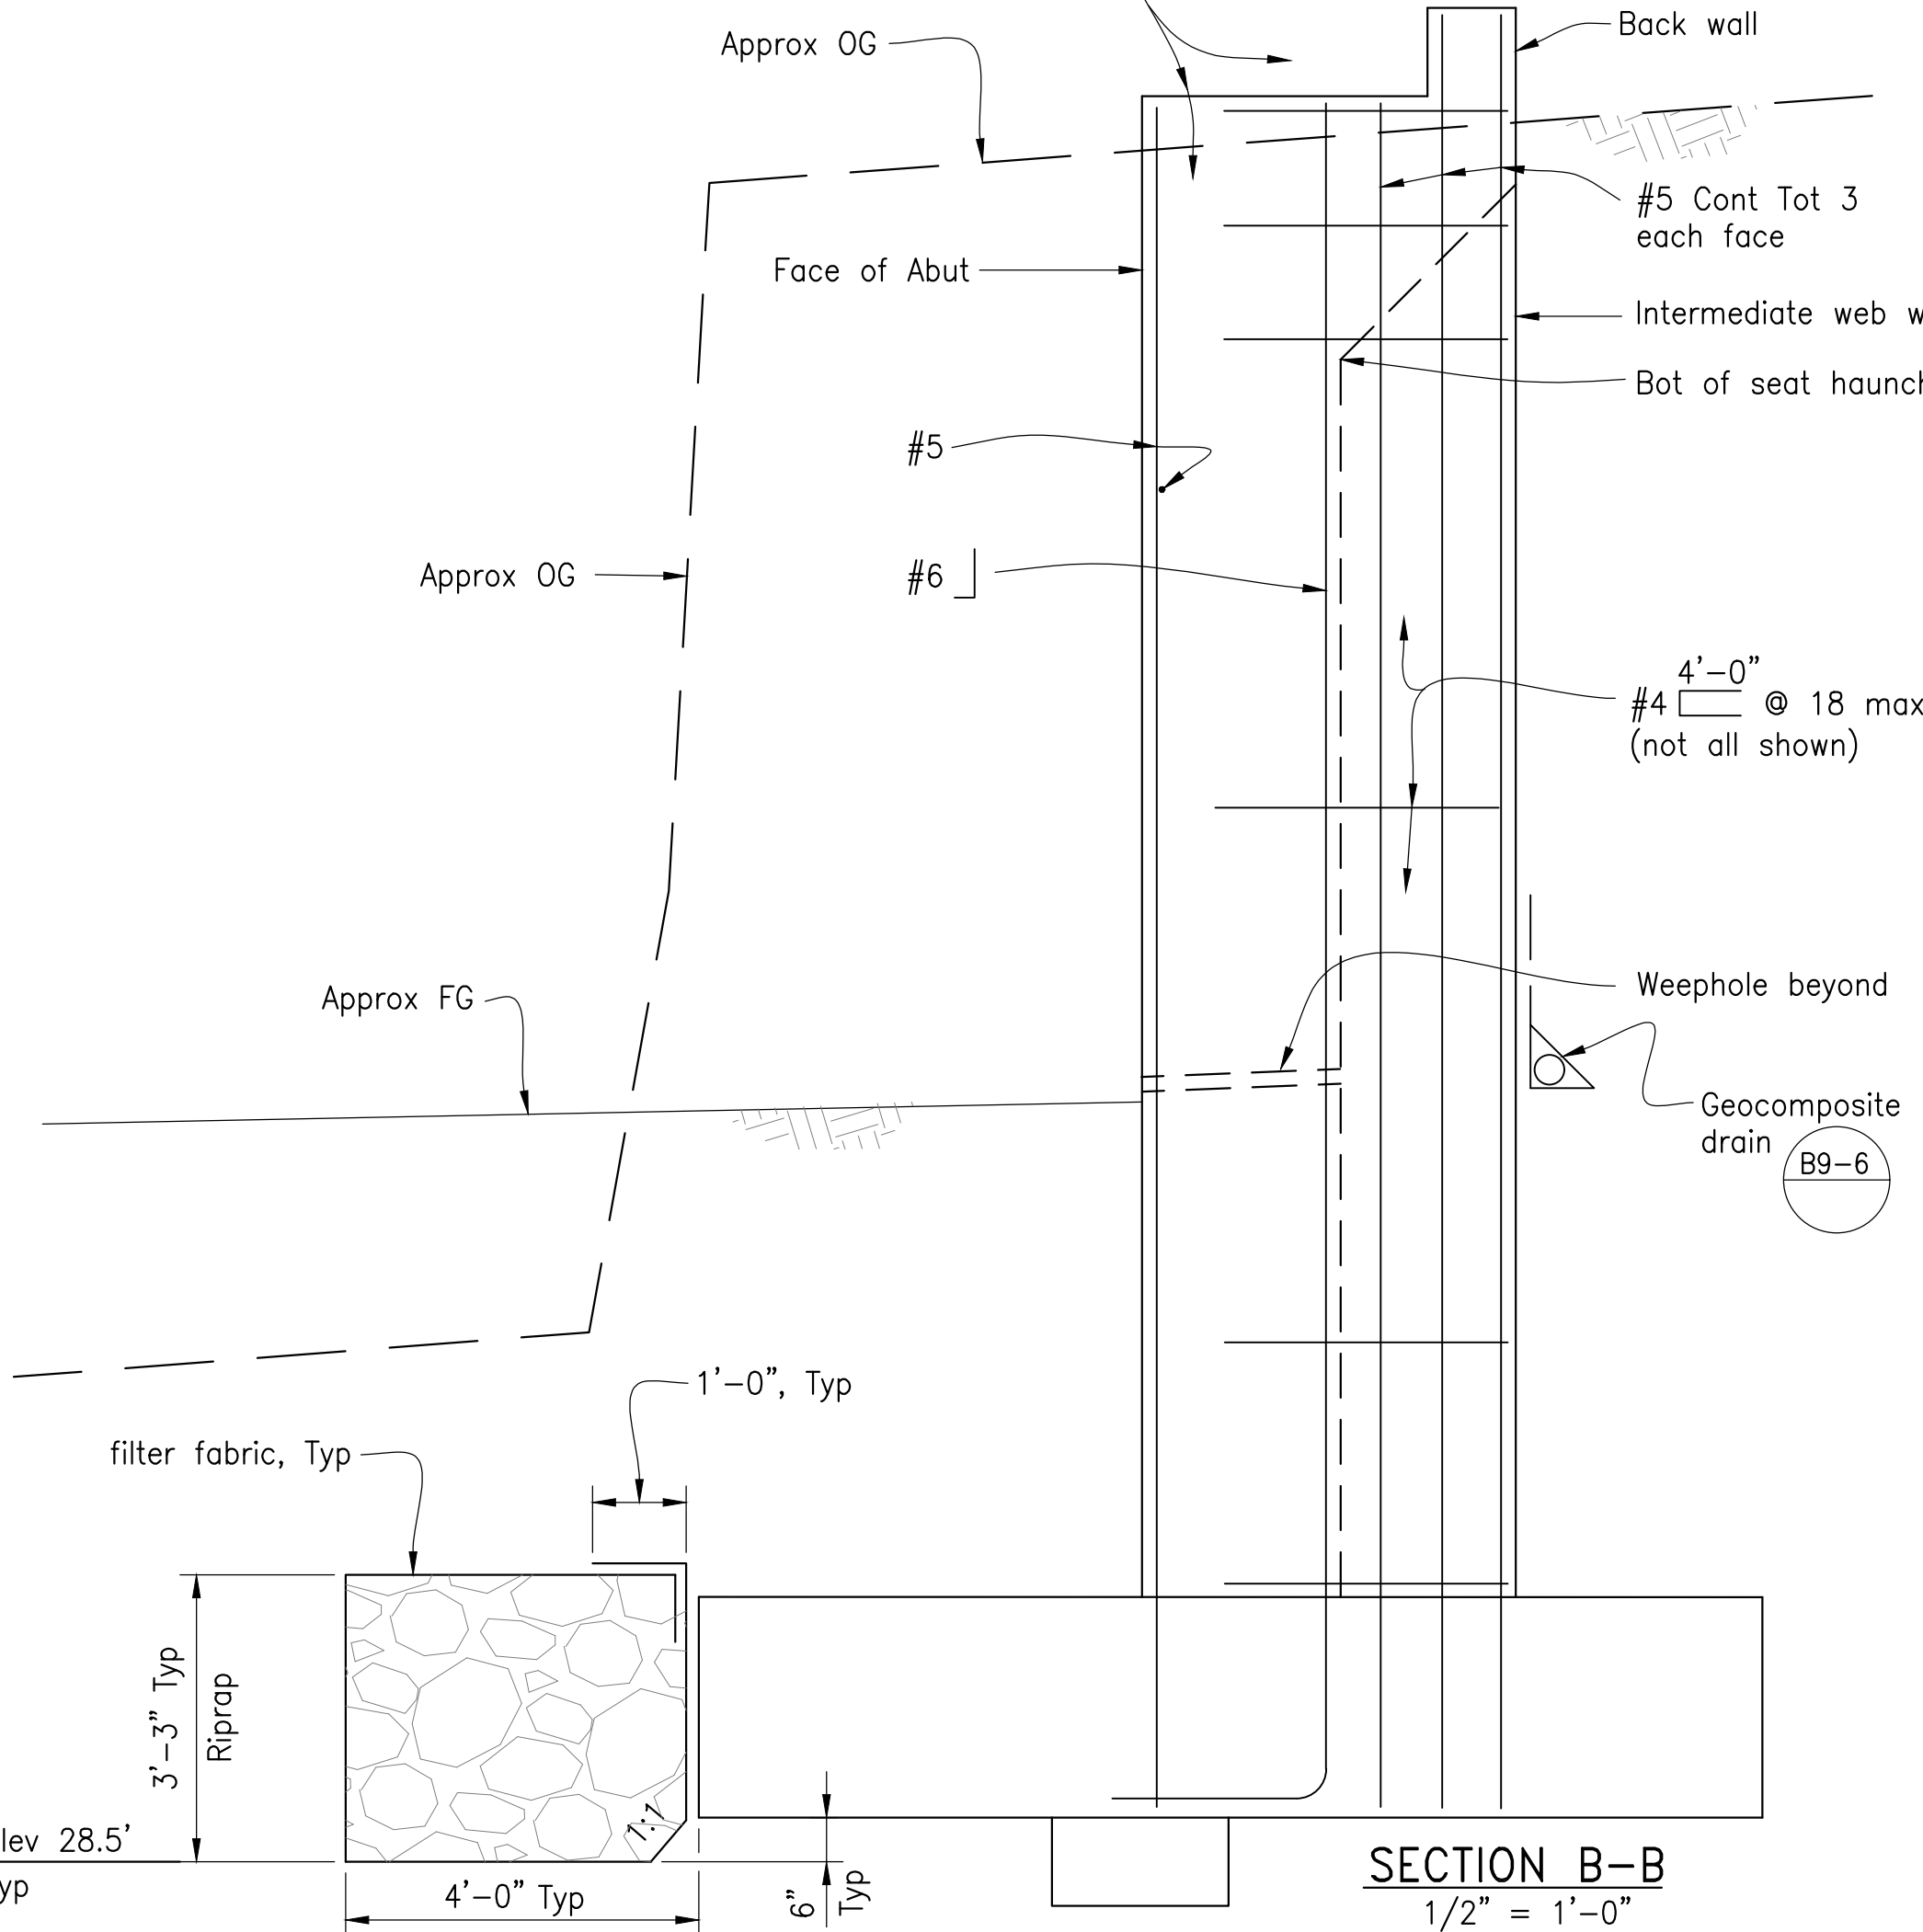 Approx OG
Back wall
#5 Cont Tot 3
each face
Face of Abut
Intermediate web w
Bot of seat haunch
#5
Approx OG
#6
4'-0"
#4 @ 18 max
(not all shown)
Approx FG
Weephole beyond
Geocomposite
drain
B9-6
1'-0", Typ
filter fabric, Typ
3'-3" Typ
Riprap
1:1
lev 28.5'
yp
4'-0" Typ
6"
Typ
SECTION B-B
1/2" = 1'-0"